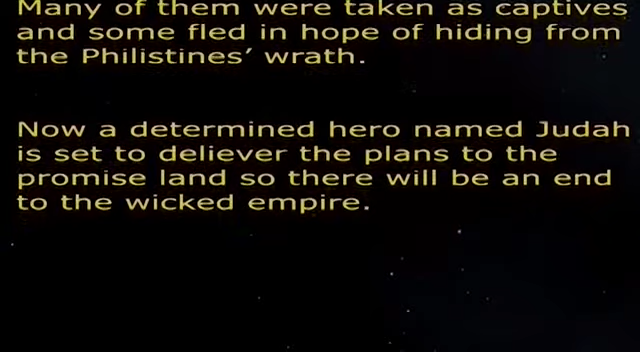 Many of them were taken as captives
and some fled in hope of hiding from
the Philistines’ wrath.
Now a determined hero named Judah
is set to deliever the plans to the
promise land so there will be an end
to the wicked empire.